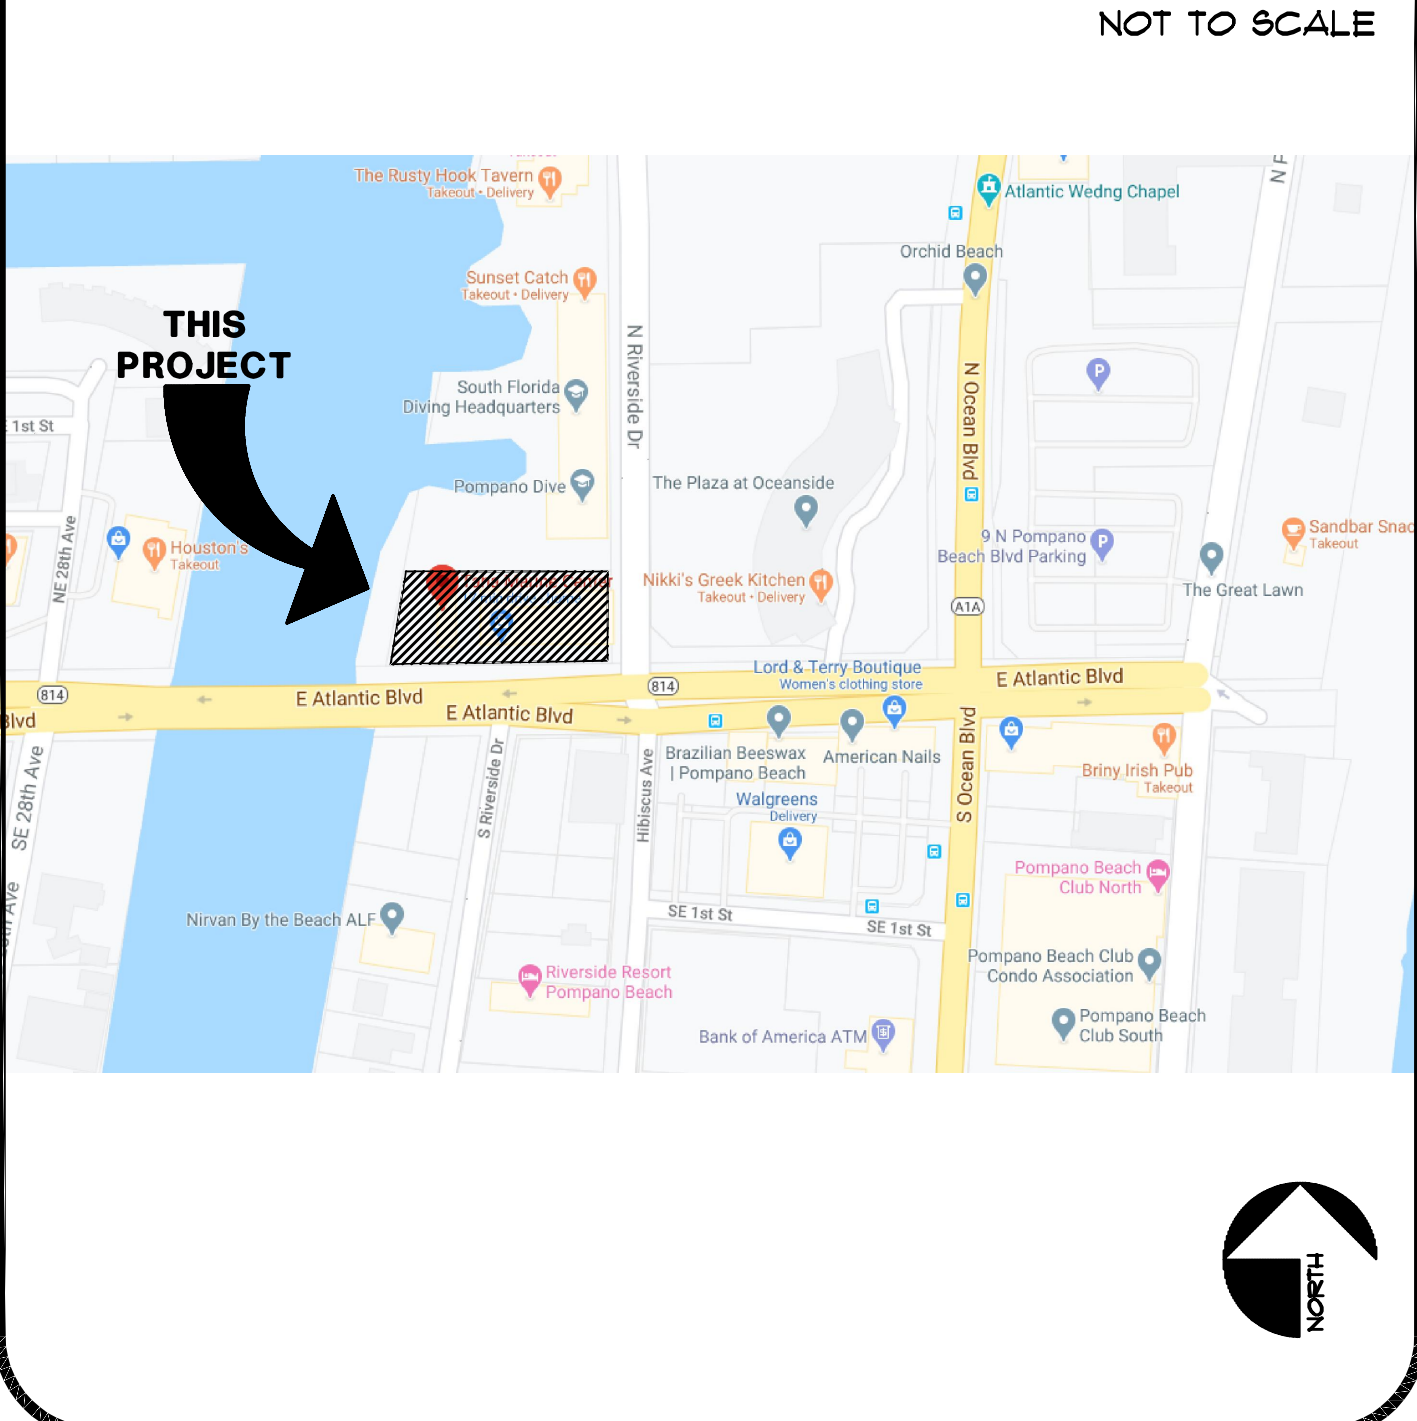 NOT TO SCALE
The Rusty Hook Tavern
Takeout • Delivery
Atlantic Wedng Chapel
Orchid Beach
Sunset Catch
Takeout • Delivery
THIS
PROJECT
N Riverside Dr
N Ocean Blvd
South Florida
Diving Headquarters
1st St
Pompano Dive
The Plaza at Oceanside
NE 28th Ave
Houston's
Takeout
9 N Pompano
Beach Blvd Parking
Sandbar Snac
Takeout
The Great Lawn
Nikki's Greek Kitchen
Takeout • Delivery
A1A
Lord & Terry Boutique
Women's clothing store
E Atlantic Blvd
814
E Atlantic Blvd
814
Blvd
E Atlantic Blvd
SE 28th Ave
S Riverside Dr
Hibiscus Ave
S Ocean Blvd
Brazilian Beeswax
| Pompano Beach
American Nails
Briny Irish Pub
Takeout
Walgreens
Delivery
Pompano Beach
Club North
Nirvan By the Beach ALF
SE 1st St
SE 1st St
Pompano Beach Club
Condo Association
Riverside Resort
Pompano Beach
Pompano Beach
Club South
Bank of America ATM
NORTH